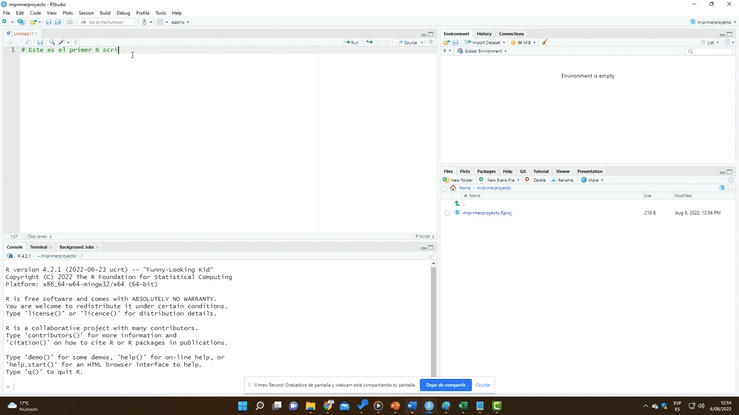 miprimerproyecto - RStudio
File Edit Code View Plots Session Build Debug Profile Tools Help
Go to file/function
Addins
miprimerproyecto
Untitled1*
Run
Source
1 # Este es el primer R scri
1:27 (Top Level) R Script
Environment History Connections
Import Dataset 86 MiB List
R Global Environment
Environment is empty
Files Plots Packages Help Git Tutorial Viewer Presentation
New Folder New Blank File Delete Rename More
Home miprimerproyecto
Name Size Modified
..
miprimerproyecto.Rproj 218 B Aug 6, 2022, 12:54 PM
Console Terminal Background Jobs
R 4.2.1 · ~/miprimerproyecto/
R version 4.2.1 (2022-06-23 ucrt) -- "Funny-Looking Kid"
Copyright (C) 2022 The R Foundation for Statistical Computing
Platform: x86_64-w64-mingw32/x64 (64-bit)
R is free software and comes with ABSOLUTELY NO WARRANTY.
You are welcome to redistribute it under certain conditions.
Type 'license()' or 'licence()' for distribution details.
R is a collaborative project with many contributors.
Type 'contributors()' for more information and
'citation()' on how to cite R or R packages in publications.
Type 'demo()' for some demos, 'help()' for on-line help, or
'help.start()' for an HTML browser interface to help.
Type 'q()' to quit R.
>
Vimeo Record: Grabadora de pantalla y webcam está compartiendo tu pantalla. Dejar de compartir Ocultar
17°C
Nublado
ESP
ES
12:54
6/08/2022